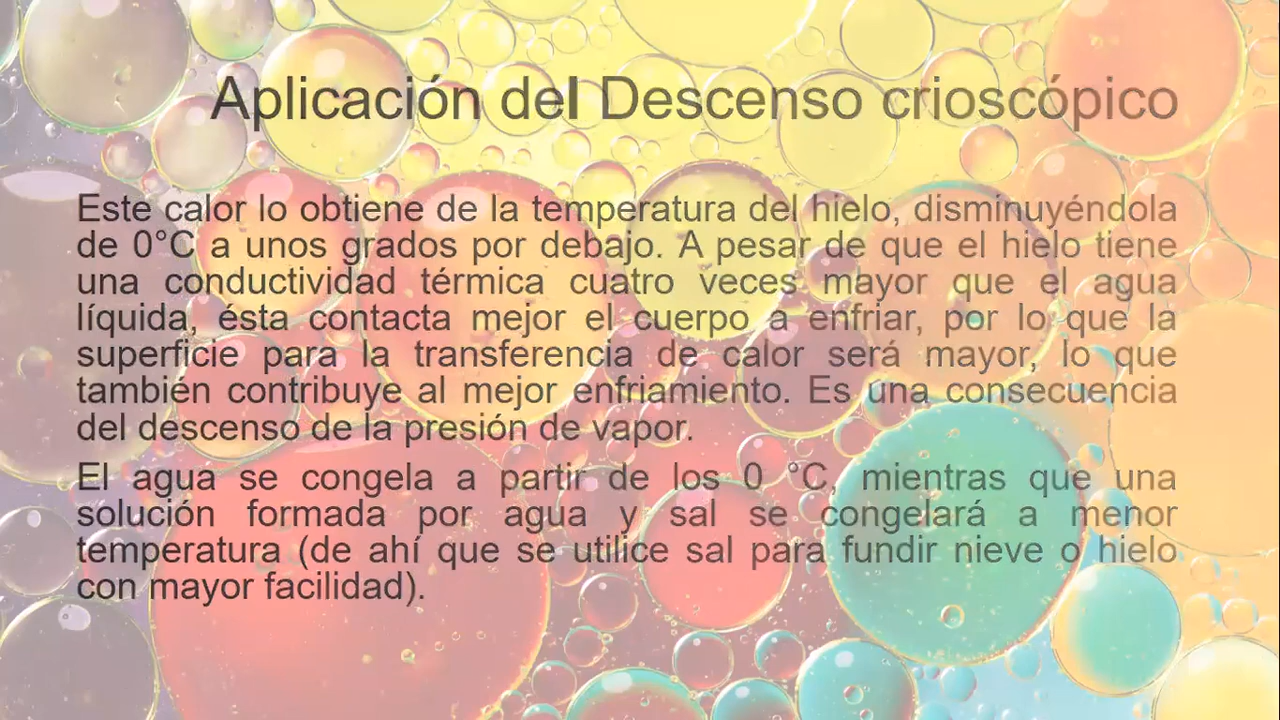 Aplicación del Descenso crioscópico
Este calor lo obtiene de la temperatura del hielo, disminuyéndola
de 0°C a unos grados por debajo. A pesar de que el hielo tiene
una conductividad térmica cuatro veces mayor que el agua
líquida, ésta contacta mejor el cuerpo a enfriar, por lo que la
superficie para la transferencia de calor será mayor, lo que
también contribuye al mejor enfriamiento. Es una consecuencia
del descenso de la presión de vapor.
El agua se congela a partir de los 0 °C, mientras que una
solución formada por agua y sal se congelará a menor
temperatura (de ahí que se utilice sal para fundir nieve o hielo
con mayor facilidad).